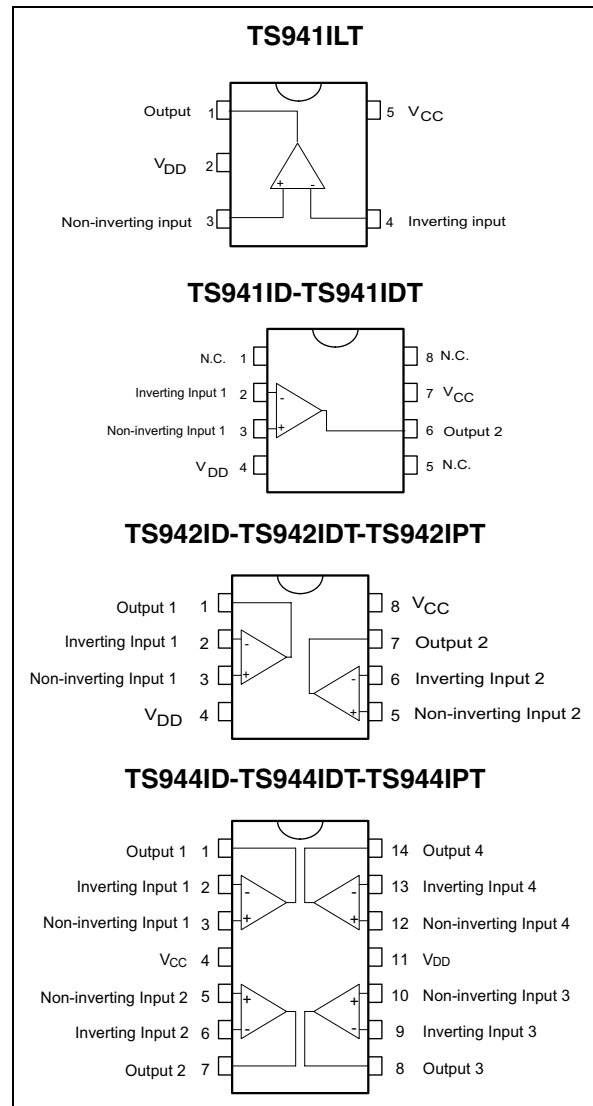 TS941ILT
Output 1
5 VCC
VDD 2
Non-inverting input 3
4 Inverting input
+ -
TS941ID-TS941IDT
N.C. 1
8 N.C.
Inverting Input 1 2
7 VCC
Non-inverting Input 1 3
6 Output 2
VDD 4
5 N.C.
-
+
TS942ID-TS942IDT-TS942IPT
Output 1 1
8 VCC
Inverting Input 1 2
7 Output 2
Non-inverting Input 1 3
6 Inverting Input 2
VDD 4
5 Non-inverting Input 2
-
+
-
+
TS944ID-TS944IDT-TS944IPT
Output 1 1
14 Output 4
Inverting Input 1 2
13 Inverting Input 4
Non-inverting Input 1 3
12 Non-inverting Input 4
VCC 4
11 VDD
Non-inverting Input 2 5
10 Non-inverting Input 3
Inverting Input 2 6
9 Inverting Input 3
Output 2 7
8 Output 3
- -
+ +
+ +
- -